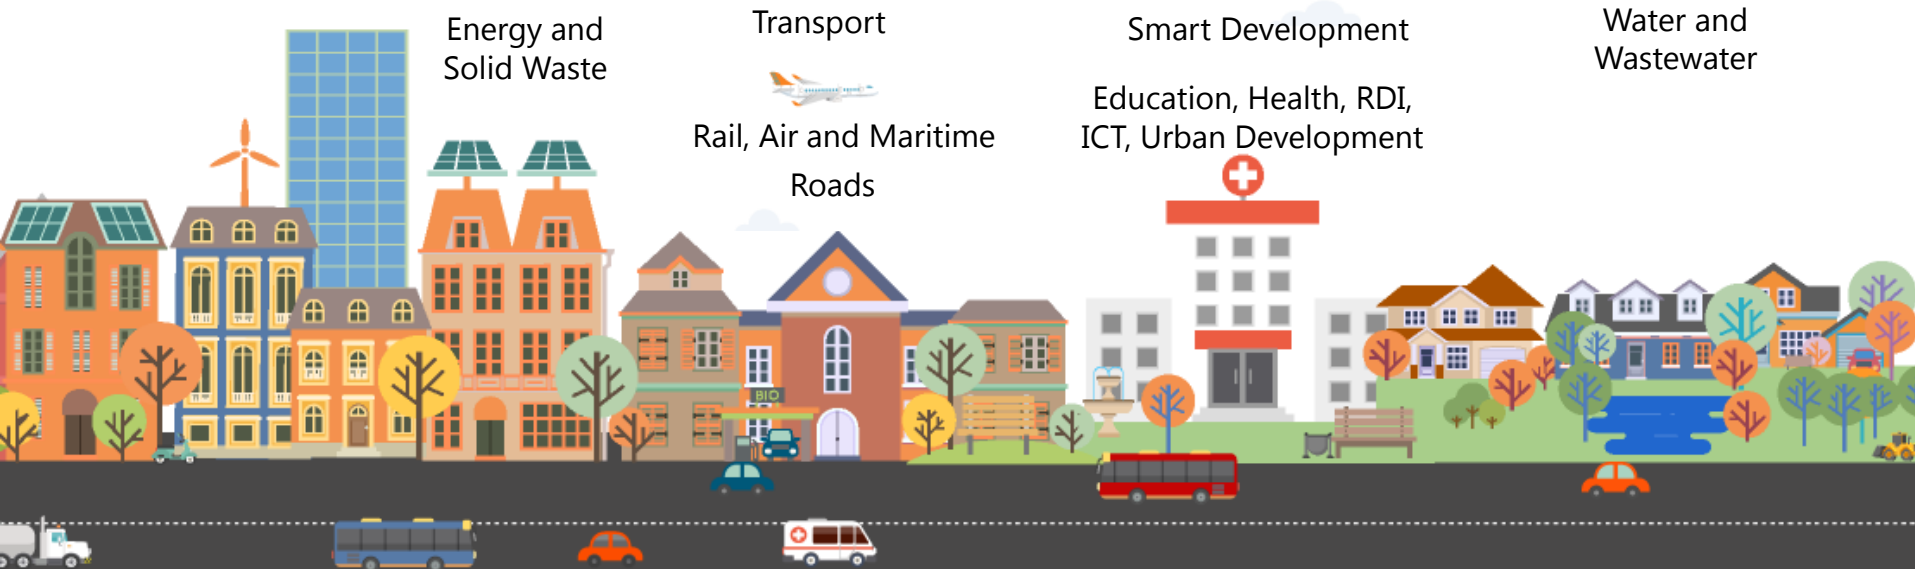 Energy and
Solid Waste
Transport
Rail, Air and Maritime
Roads
Smart Development
Education, Health, RDI,
ICT, Urban Development
Water and
Wastewater
BIO